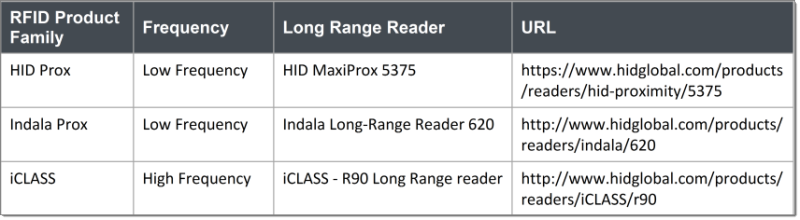 RFID Product Family Frequency Long Range Reader URL
HID Prox Low Frequency HID MaxiProx 5375 https://www.hidglobal.com/products
/readers/hid-proximity/5375
Indala Prox Low Frequency Indala Long-Range Reader 620 http://www.hidglobal.com/products/
readers/indala/620
iCLASS High Frequency iCLASS - R90 Long Range reader http://www.hidglobal.com/products/
readers/iCLASS/r90